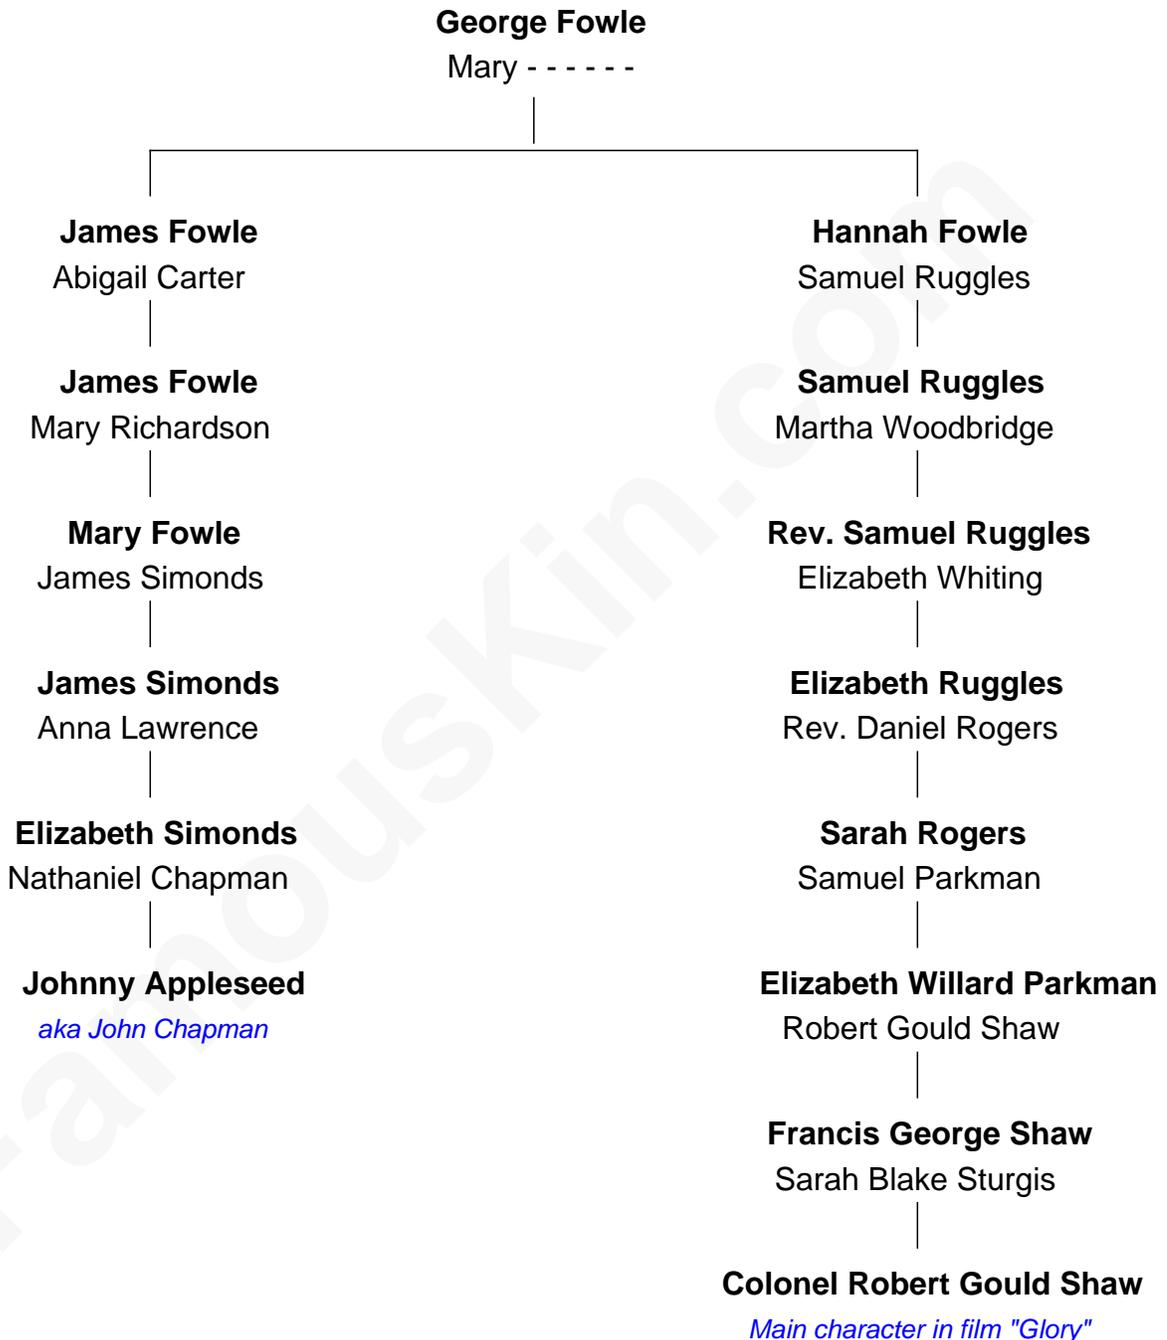 George Fowle
Mary - - - - - -
James Fowle
Abigail Carter
Hannah Fowle
Samuel Ruggles
James Fowle
Mary Richardson
Samuel Ruggles
Martha Woodbridge
Mary Fowle
James Simonds
Rev. Samuel Ruggles
Elizabeth Whiting
James Simonds
Anna Lawrence
Elizabeth Ruggles
Rev. Daniel Rogers
Elizabeth Simonds
Nathaniel Chapman
Sarah Rogers
Samuel Parkman
Johnny Appleseed
aka John Chapman
Elizabeth Willard Parkman
Robert Gould Shaw
Francis George Shaw
Sarah Blake Sturgis
Colonel Robert Gould Shaw
Main character in film "Glory"
FamousKin.com